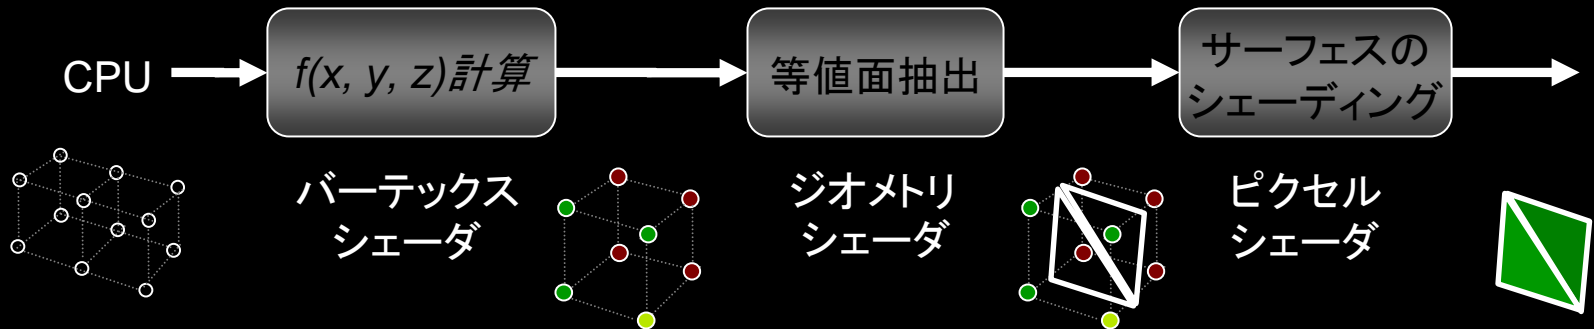 CPU
f(x, y, z)計算
等値面抽出
サーフェスの
シェーディング
バーテックス
シェーダ
ジオメトリ
シェーダ
ピクセル
シェーダ